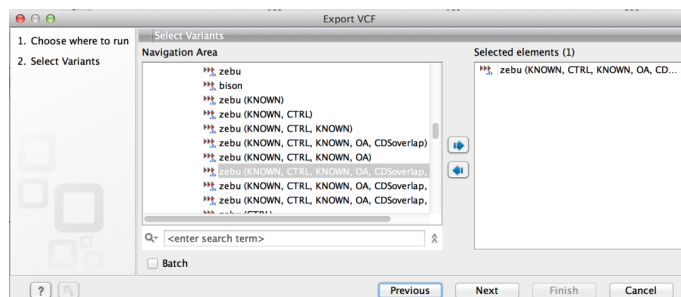 Export VCF
1. Choose where to run
2. Select Variants
Select Variants
Navigation Area
zebu
bison
zebu (KNOWN)
zebu (KNOWN, CTRL)
zebu (KNOWN, CTRL, KNOWN)
zebu (KNOWN, CTRL, KNOWN, OA, CDSoverlap)
zebu (KNOWN, CTRL, KNOWN, OA)
zebu (KNOWN, CTRL, KNOWN, OA, CDSoverlap,
zebu (KNOWN, CTRL, KNOWN, OA, CDSoverlap,
zebu (KNOWN, CTRL, KNOWN, OA, CDSoverlap,
zebu (CTRL)
<enter search term>
Batch
Selected elements (1)
zebu (KNOWN, CTRL, KNOWN, OA, CD...
?
Previous
Next
Finish
Cancel